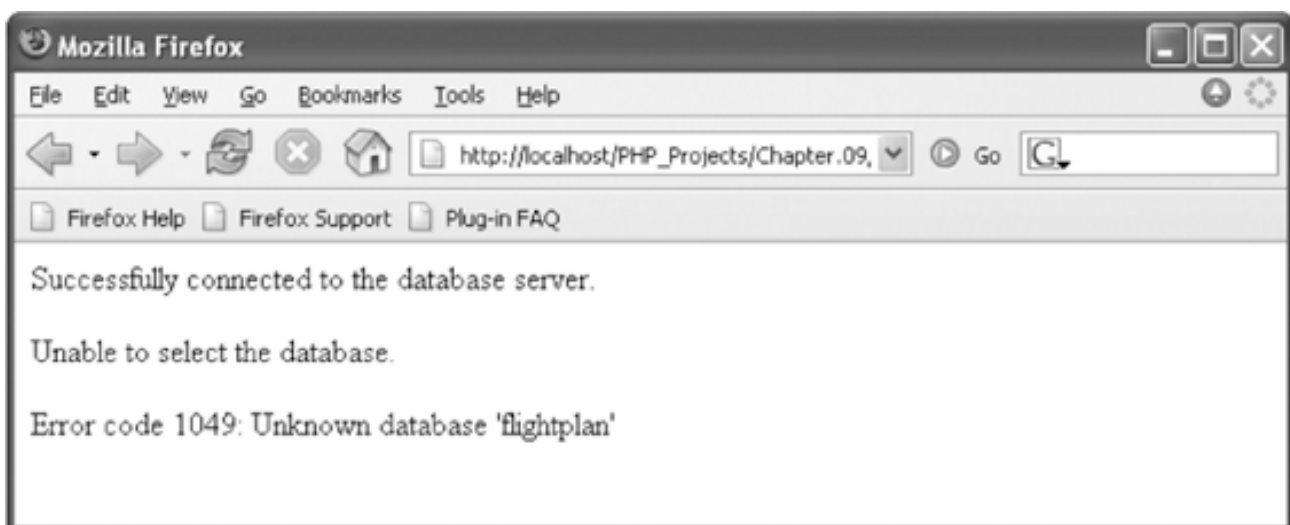 Mozilla Firefox
File Edit View Go Bookmarks Tools Help
http://localhost/PHP_Projects/Chapter.09, Go G
Firefox Help Firefox Support Plug-in FAQ
Successfully connected to the database server.
Unable to select the database.
Error code 1049: Unknown database 'flightplan'